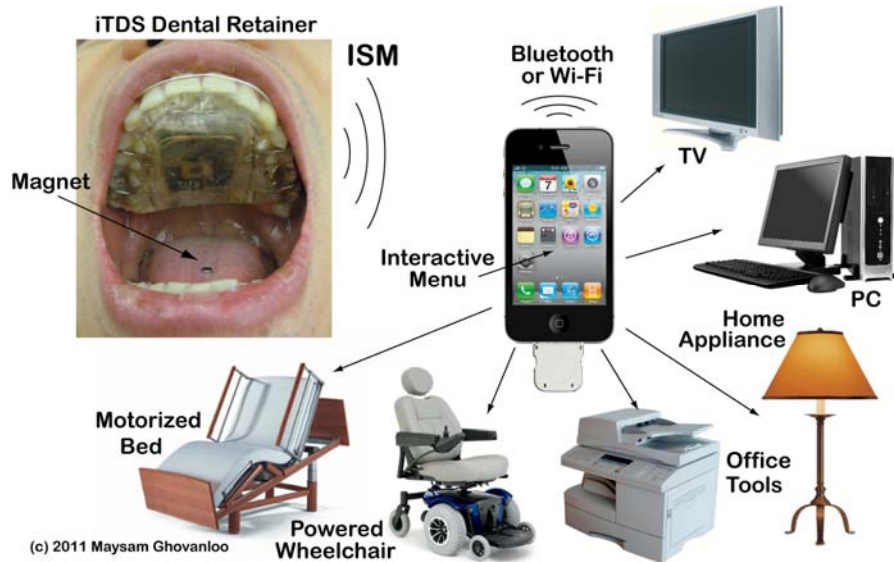 iTDS Dental Retainer
ISM
Bluetooth
or Wi-Fi
TV
Magnet
Interactive
Menu
PC
Home
Appliance
Motorized
Bed
Powered
Wheelchair
Office
Tools
(c) 2011 Maysam Ghovanloo